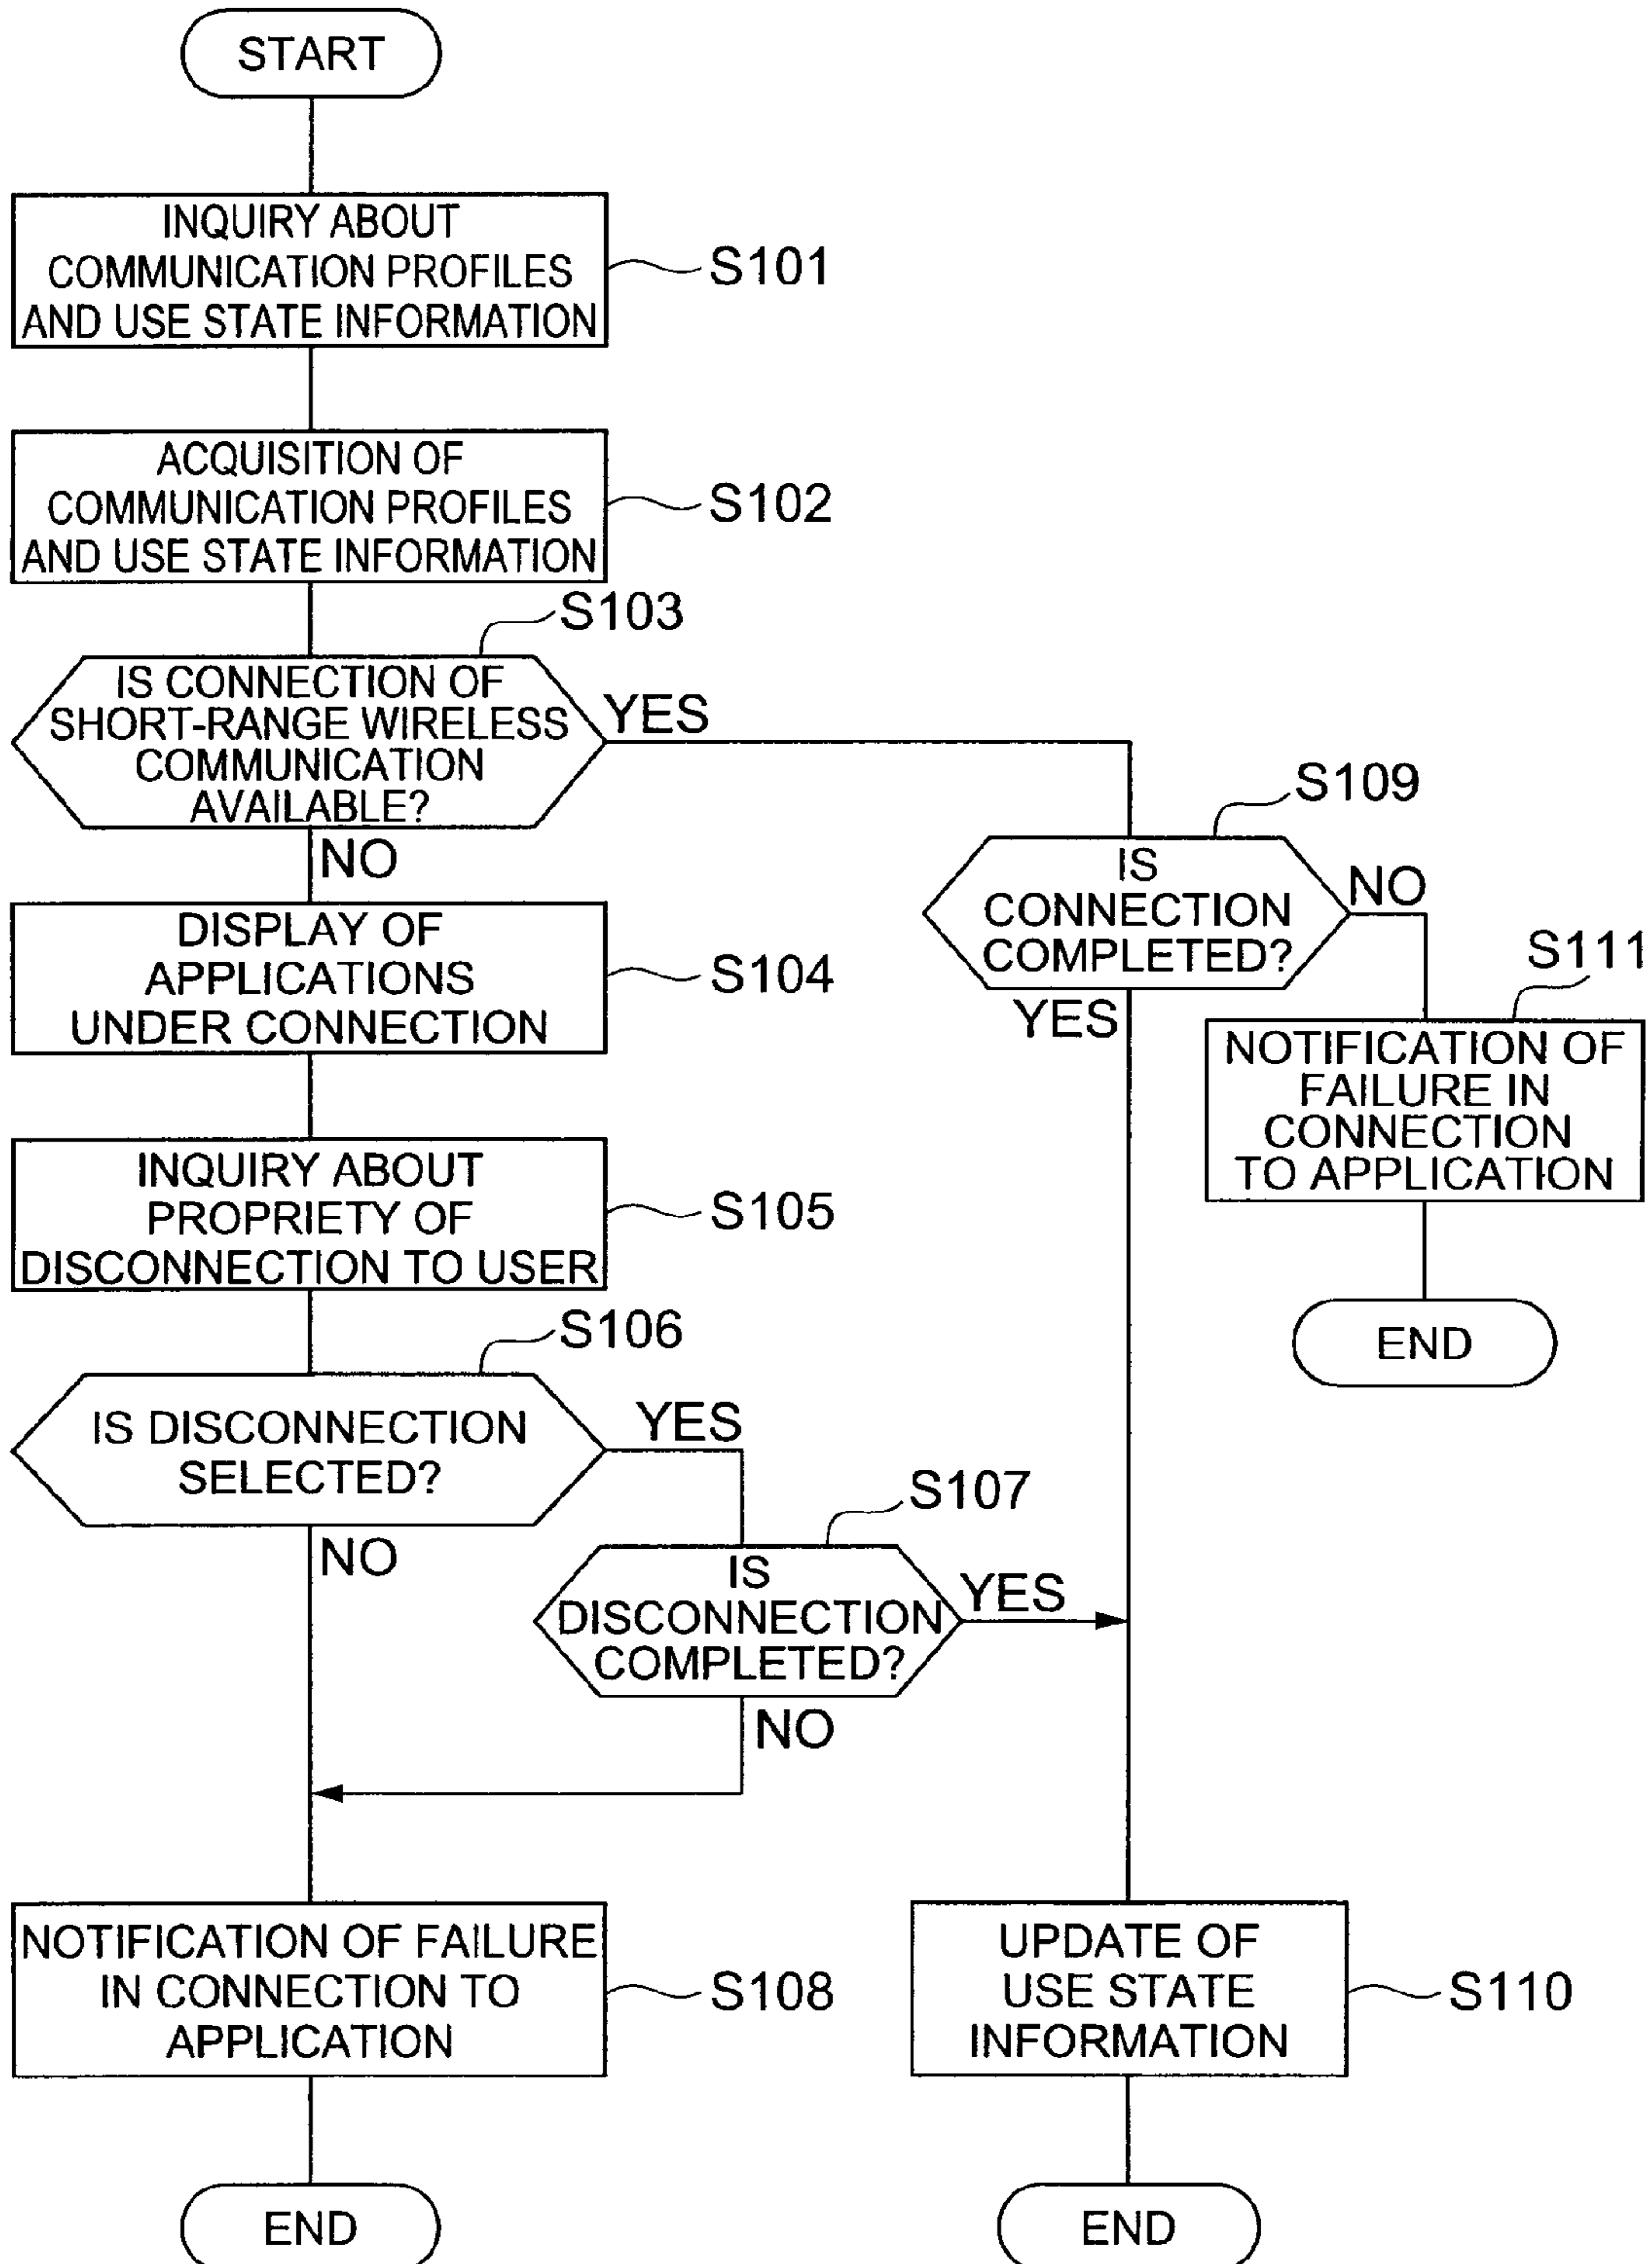 START
INQUIRY ABOUT
COMMUNICATION PROFILES
AND USE STATE INFORMATION
S101
ACQUISITION OF
COMMUNICATION PROFILES
AND USE STATE INFORMATION
S102
S103
IS CONNECTION OF
SHORT-RANGE WIRELESS
COMMUNICATION
AVAILABLE?
YES
NO
S109
IS
CONNECTION
COMPLETED?
NO
YES
S111
NOTIFICATION OF
FAILURE IN
CONNECTION
TO APPLICATION
END
DISPLAY OF
APPLICATIONS
UNDER CONNECTION
S104
INQUIRY ABOUT
PROPRIETY OF
DISCONNECTION TO USER
S105
S106
IS DISCONNECTION
SELECTED?
YES
NO
S107
IS
DISCONNECTION
COMPLETED?
YES
NO
NOTIFICATION OF FAILURE
IN CONNECTION TO
APPLICATION
S108
END
UPDATE OF
USE STATE
INFORMATION
S110
END